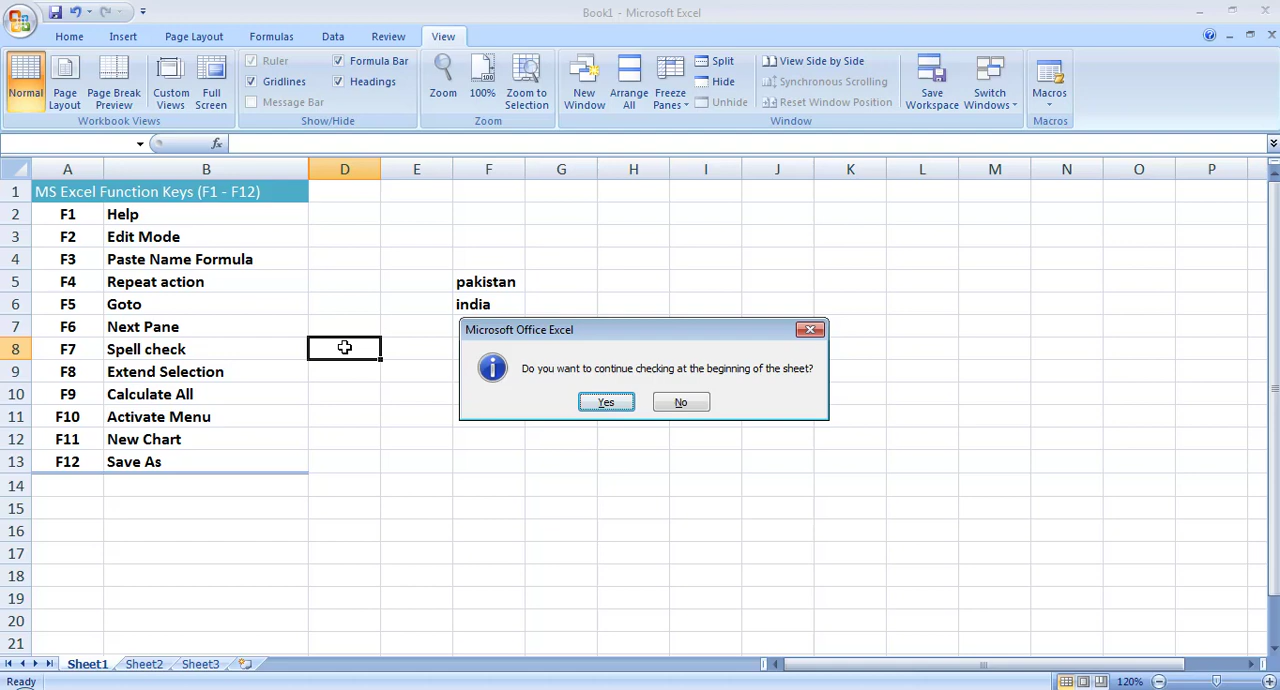 Book1 - Microsoft Excel
Home Insert Page Layout Formulas Data Review View
Normal Page Layout Page Break Preview Custom Views Full Screen
Workbook Views
Ruler Formula Bar
Gridlines Headings
Message Bar
Show/Hide
Zoom 100% Zoom to Selection
100
Zoom
New Window Arrange All Freeze Panes
Split View Side by Side
Hide Synchronous Scrolling
Unhide Reset Window Position
Save Workspace Switch Windows
Window
Macros
Macros
fx
A B D E F G H I J K L M N O P
1 MS Excel Function Keys (F1 - F12)
2 F1 Help
3 F2 Edit Mode
4 F3 Paste Name Formula
5 F4 Repeat action pakistan
6 F5 Goto india
7 F6 Next Pane
8 F7 Spell check
9 F8 Extend Selection
10 F9 Calculate All
11 F10 Activate Menu
12 F11 New Chart
13 F12 Save As
14
15
16
17
18
19
20
21
Microsoft Office Excel
Do you want to continue checking at the beginning of the sheet?
Yes No
Sheet1 Sheet2 Sheet3
Ready 120%